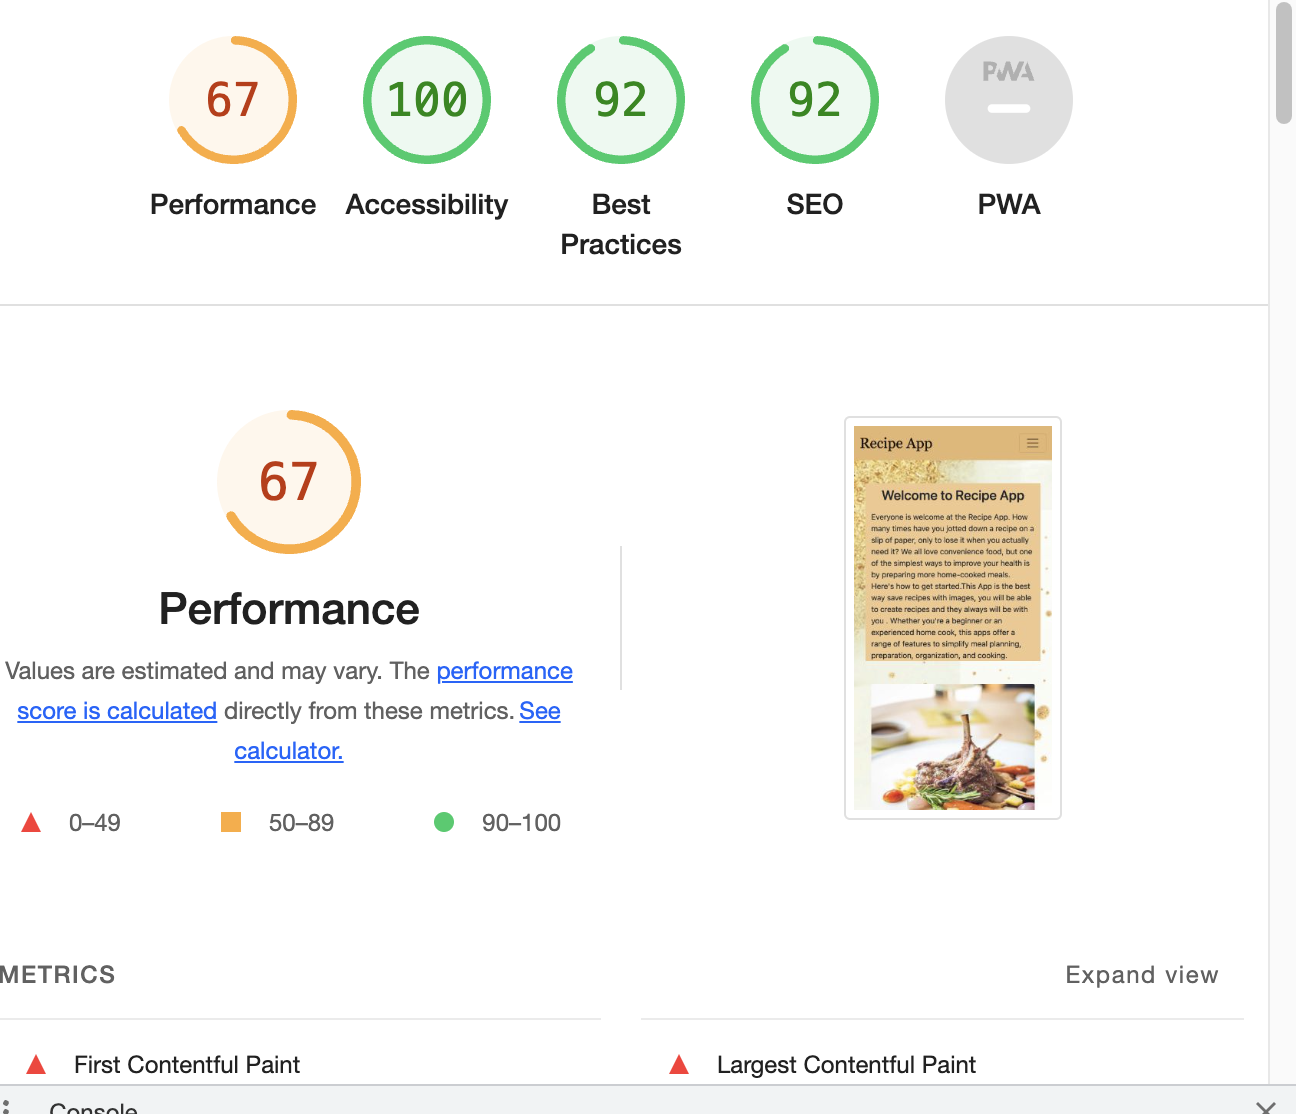 67
100
92
92
PWA
Performance
Accessibility
Best
Practices
SEO
PWA
67
Performance
Values are estimated and may vary. The performance
score is calculated directly from these metrics. See
calculator.
0–49
50–89
90–100
Recipe App
Welcome to Recipe App
Everyone is welcome at the Recipe App. How
many times have you jotted down a recipe on a
slip of paper, only to lose it when you actually
need it? We all love convenience food, but one
of the simplest ways to improve your health is
by preparing more home-cooked meals.
Here's how to get started.This App is the best
way save recipes with images, you will be able
to create recipes and they always will be with
you . Whether you're a beginner or an
experienced home cook, this apps offer a
range of features to simplify meal planning,
preparation, organization, and cooking.
METRICS
Expand view
First Contentful Paint
Largest Contentful Paint
Console